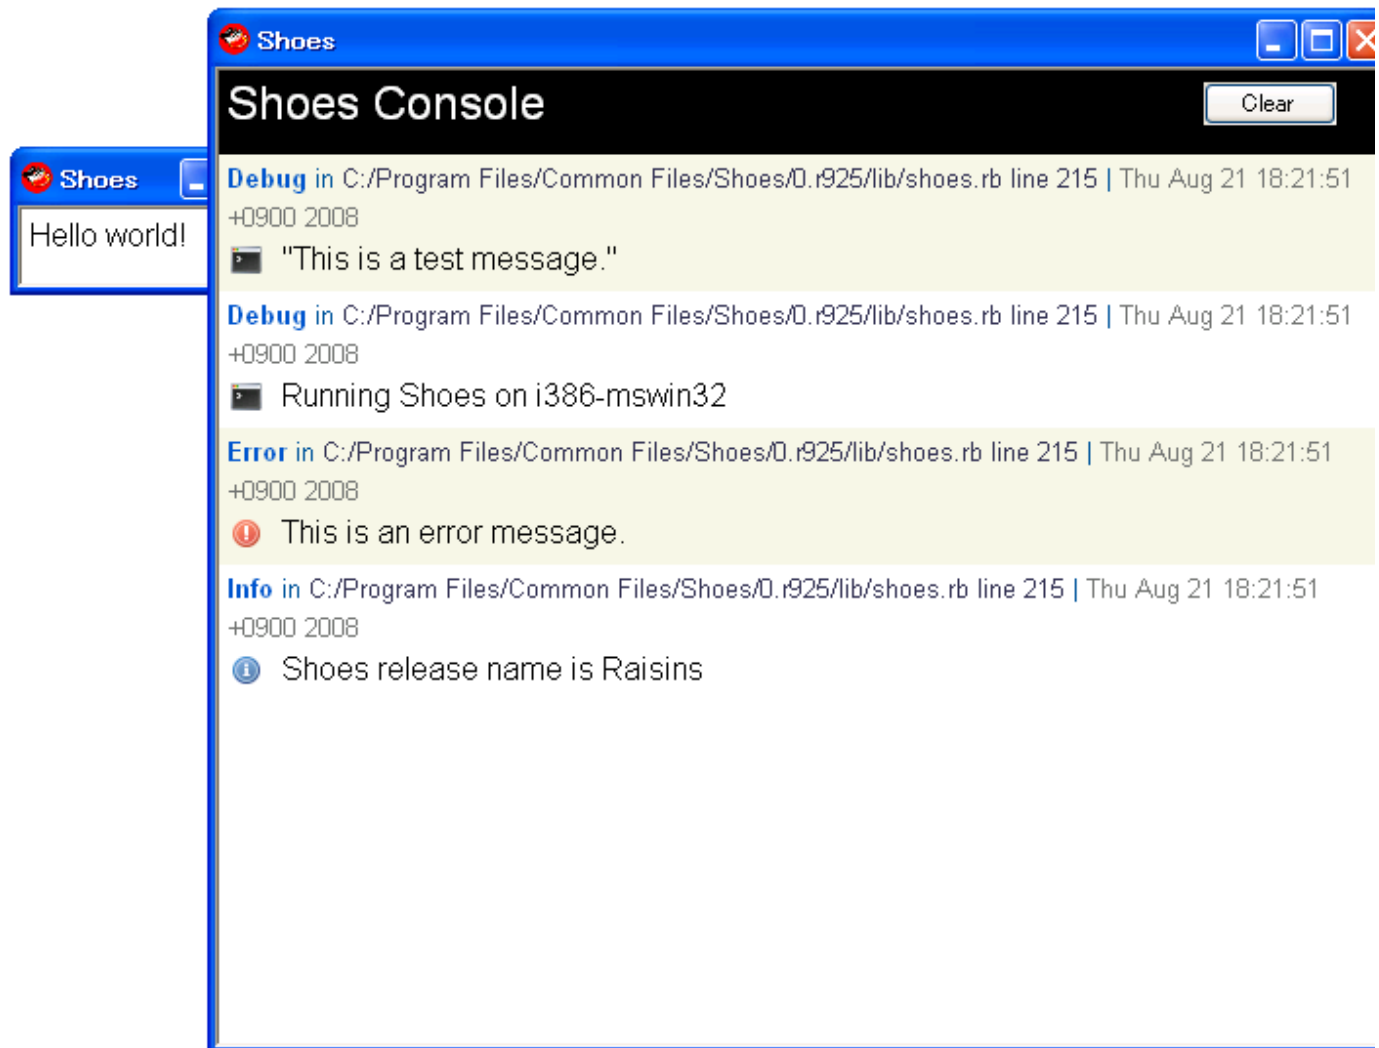 Shoes
Hello world!
Shoes
Shoes Console
Clear
Debug in C:/Program Files/Common Files/Shoes/0.r925/lib/shoes.rb line 215 | Thu Aug 21 18:21:51
+0900 2008
"This is a test message."
Debug in C:/Program Files/Common Files/Shoes/0.r925/lib/shoes.rb line 215 | Thu Aug 21 18:21:51
+0900 2008
Running Shoes on i386-mswin32
Error in C:/Program Files/Common Files/Shoes/0.r925/lib/shoes.rb line 215 | Thu Aug 21 18:21:51
+0900 2008
This is an error message.
Info in C:/Program Files/Common Files/Shoes/0.r925/lib/shoes.rb line 215 | Thu Aug 21 18:21:51
+0900 2008
Shoes release name is Raisins